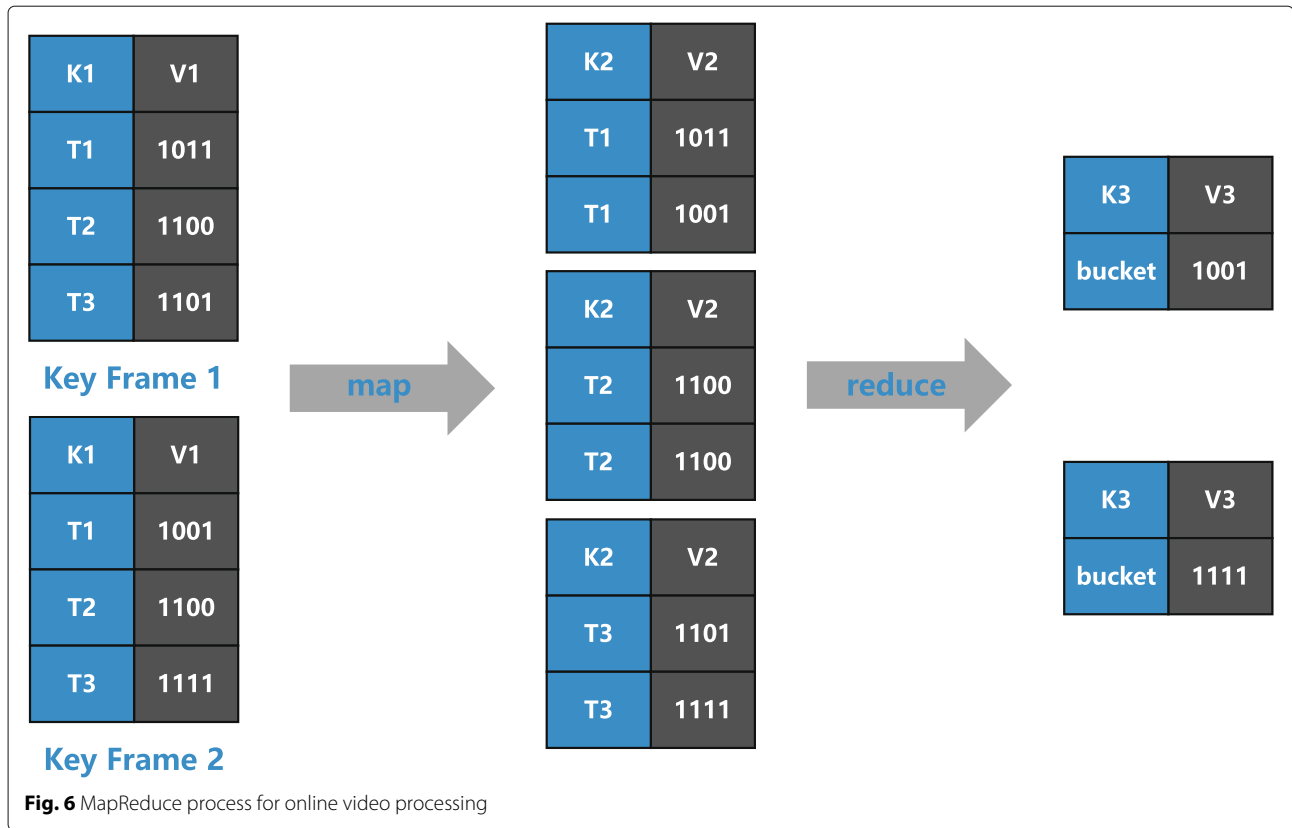 K1 V1
T1 1011
T2 1100
T3 1101
Key Frame 1
K1 V1
T1 1001
T2 1100
T3 1111
Key Frame 2
map
K2 V2
T1 1011
T1 1001
K2 V2
T2 1100
T2 1100
K2 V2
T3 1101
T3 1111
reduce
K3 V3
bucket 1001
K3 V3
bucket 1111
Fig. 6 MapReduce process for online video processing